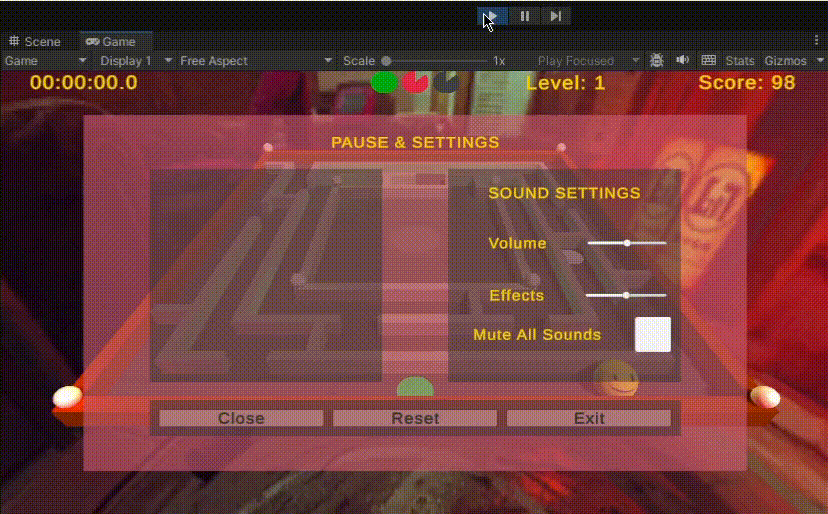 Scene Game
Game Display 1 Free Aspect Scale 1x Play Focused Stats Gizmos
00:00:00.0 Level: 1 Score: 98
PAUSE & SETTINGS
SOUND SETTINGS
Volume
Effects
Mute All Sounds
Close Reset Exit